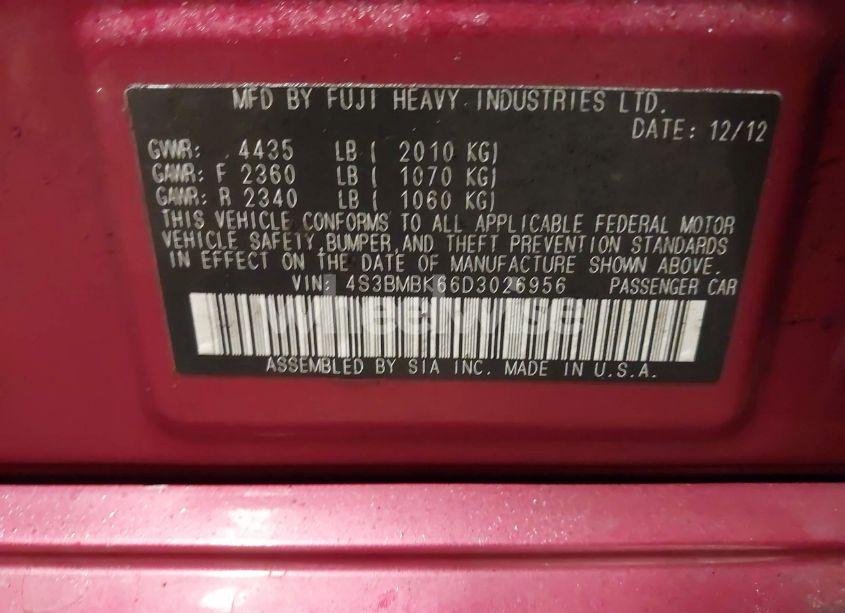 MFD BY FUJI HEAVY INDUSTRIES LTD.
DATE: 12/12
GVWR: 4435 LB ( 2010 KG)
GAWR: F 2360 LB ( 1070 KG)
GAWR: R 2340 LB ( 1060 KG)
THIS VEHICLE CONFORMS TO ALL APPLICABLE FEDERAL MOTOR
VEHICLE SAFETY,BUMPER,AND THEFT PREVENTION STANDARDS
IN EFFECT ON THE DATE OF MANUFACTURE SHOWN ABOVE.
VIN: 4S3BMBK66D3026956 PASSENGER CAR
wheelwise
ASSEMBLED BY SIA INC. MADE IN U.S.A.